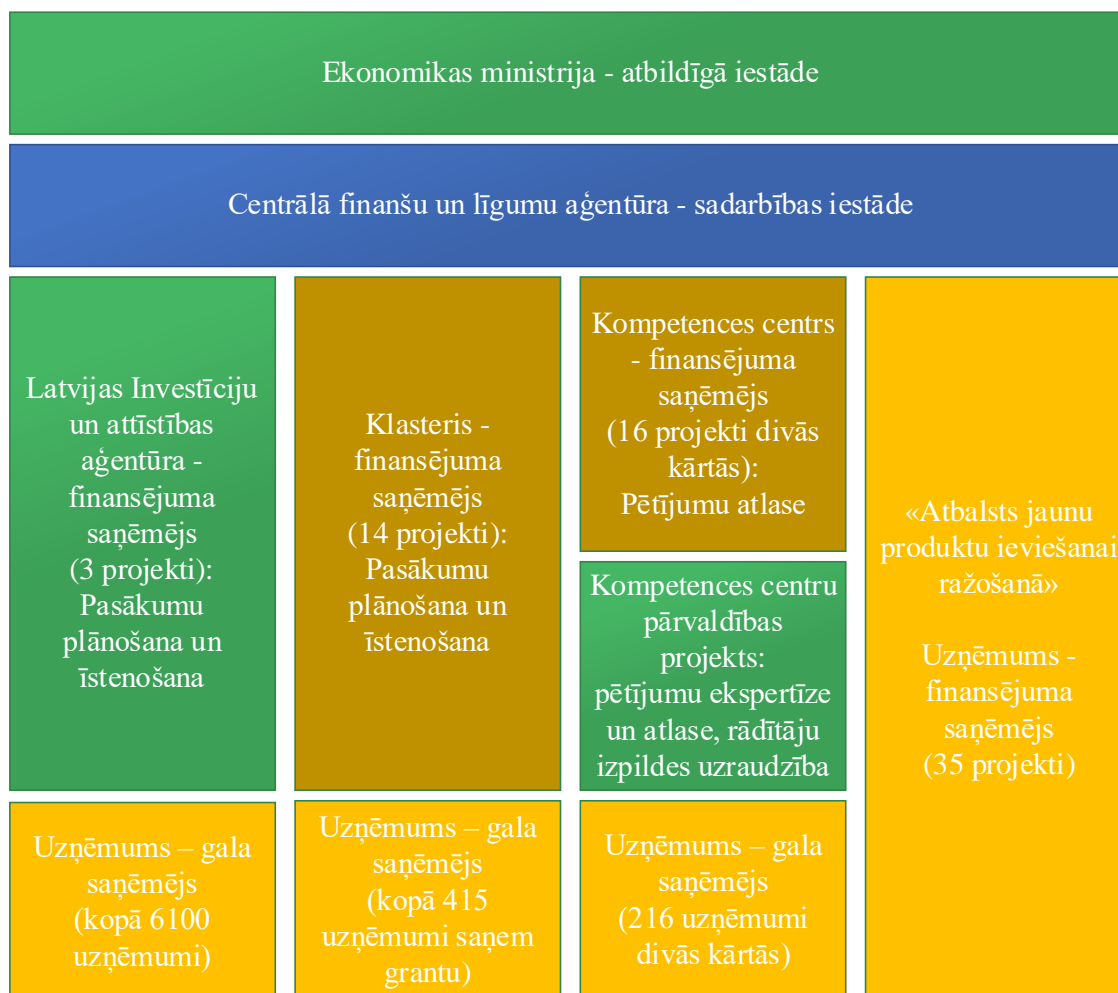 Ekonomikas ministrija - atbildīgā iestāde
Centrālā finanšu un līgumu aģentūra - sadarbības iestāde
Latvijas Investīciju
un attīstības
aģentūra -
finansējuma
saņēmējs
(3 projekti):
Pasākumu
plānošana un
īstenošana
Klasteris -
finansējuma
saņēmējs
(14 projekti):
Pasākumu
plānošana un
īstenošana
Kompetences centrs
- finansējuma
saņēmējs
(16 projekti divās
kārtās):
Pētījumu atlase
Kompetences centru
pārvaldības
projekts:
pētījumu ekspertīze
un atlase, rādītāju
izpildes uzraudzība
«Atbalsts jaunu
produktu ieviešanai
ražošanā»
Uzņēmums -
finansējuma
saņēmējs
(35 projekti)
Uzņēmums – gala
saņēmējs
(kopā 6100
uzņēmumi)
Uzņēmums – gala
saņēmējs
(kopā 415
uzņēmumi saņem
grantu)
Uzņēmums – gala
saņēmējs
(216 uzņēmumi
divās kārtās)